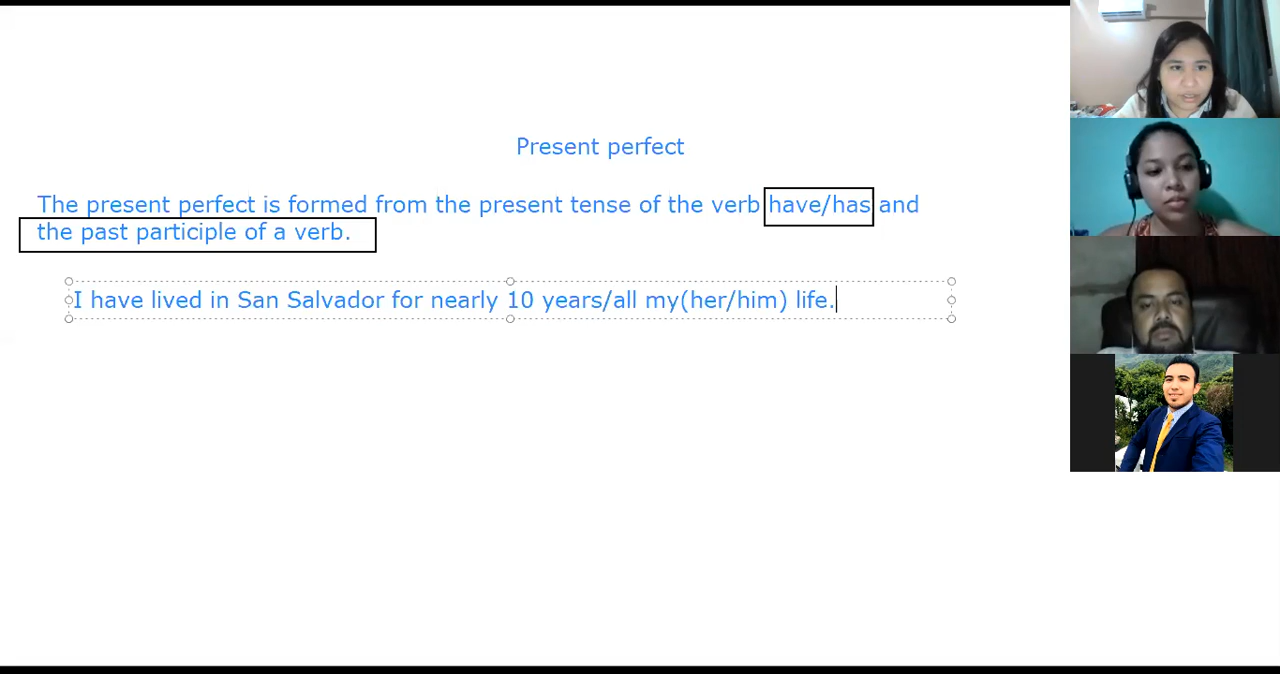 Present perfect
The present perfect is formed from the present tense of the verb have/has and
the past participle of a verb.
I have lived in San Salvador for nearly 10 years/all my(her/him) life.